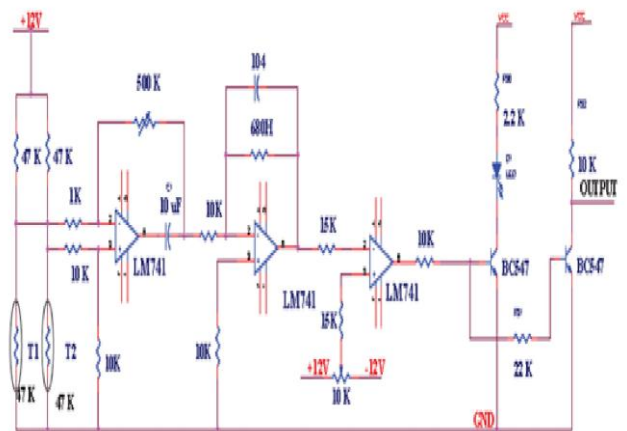 +12V
VCC
VCC
104
500 K
2.2 K
680H
47 K
47 K
10 K
1K
10 uF
10K
OUTPUT
15K
10K
10 K
LM741
LM741
LM741
BC547
BC547
15K
T1
T2
10K
10K
+12V
-12V
22 K
47 K
10 K
47 K
GND